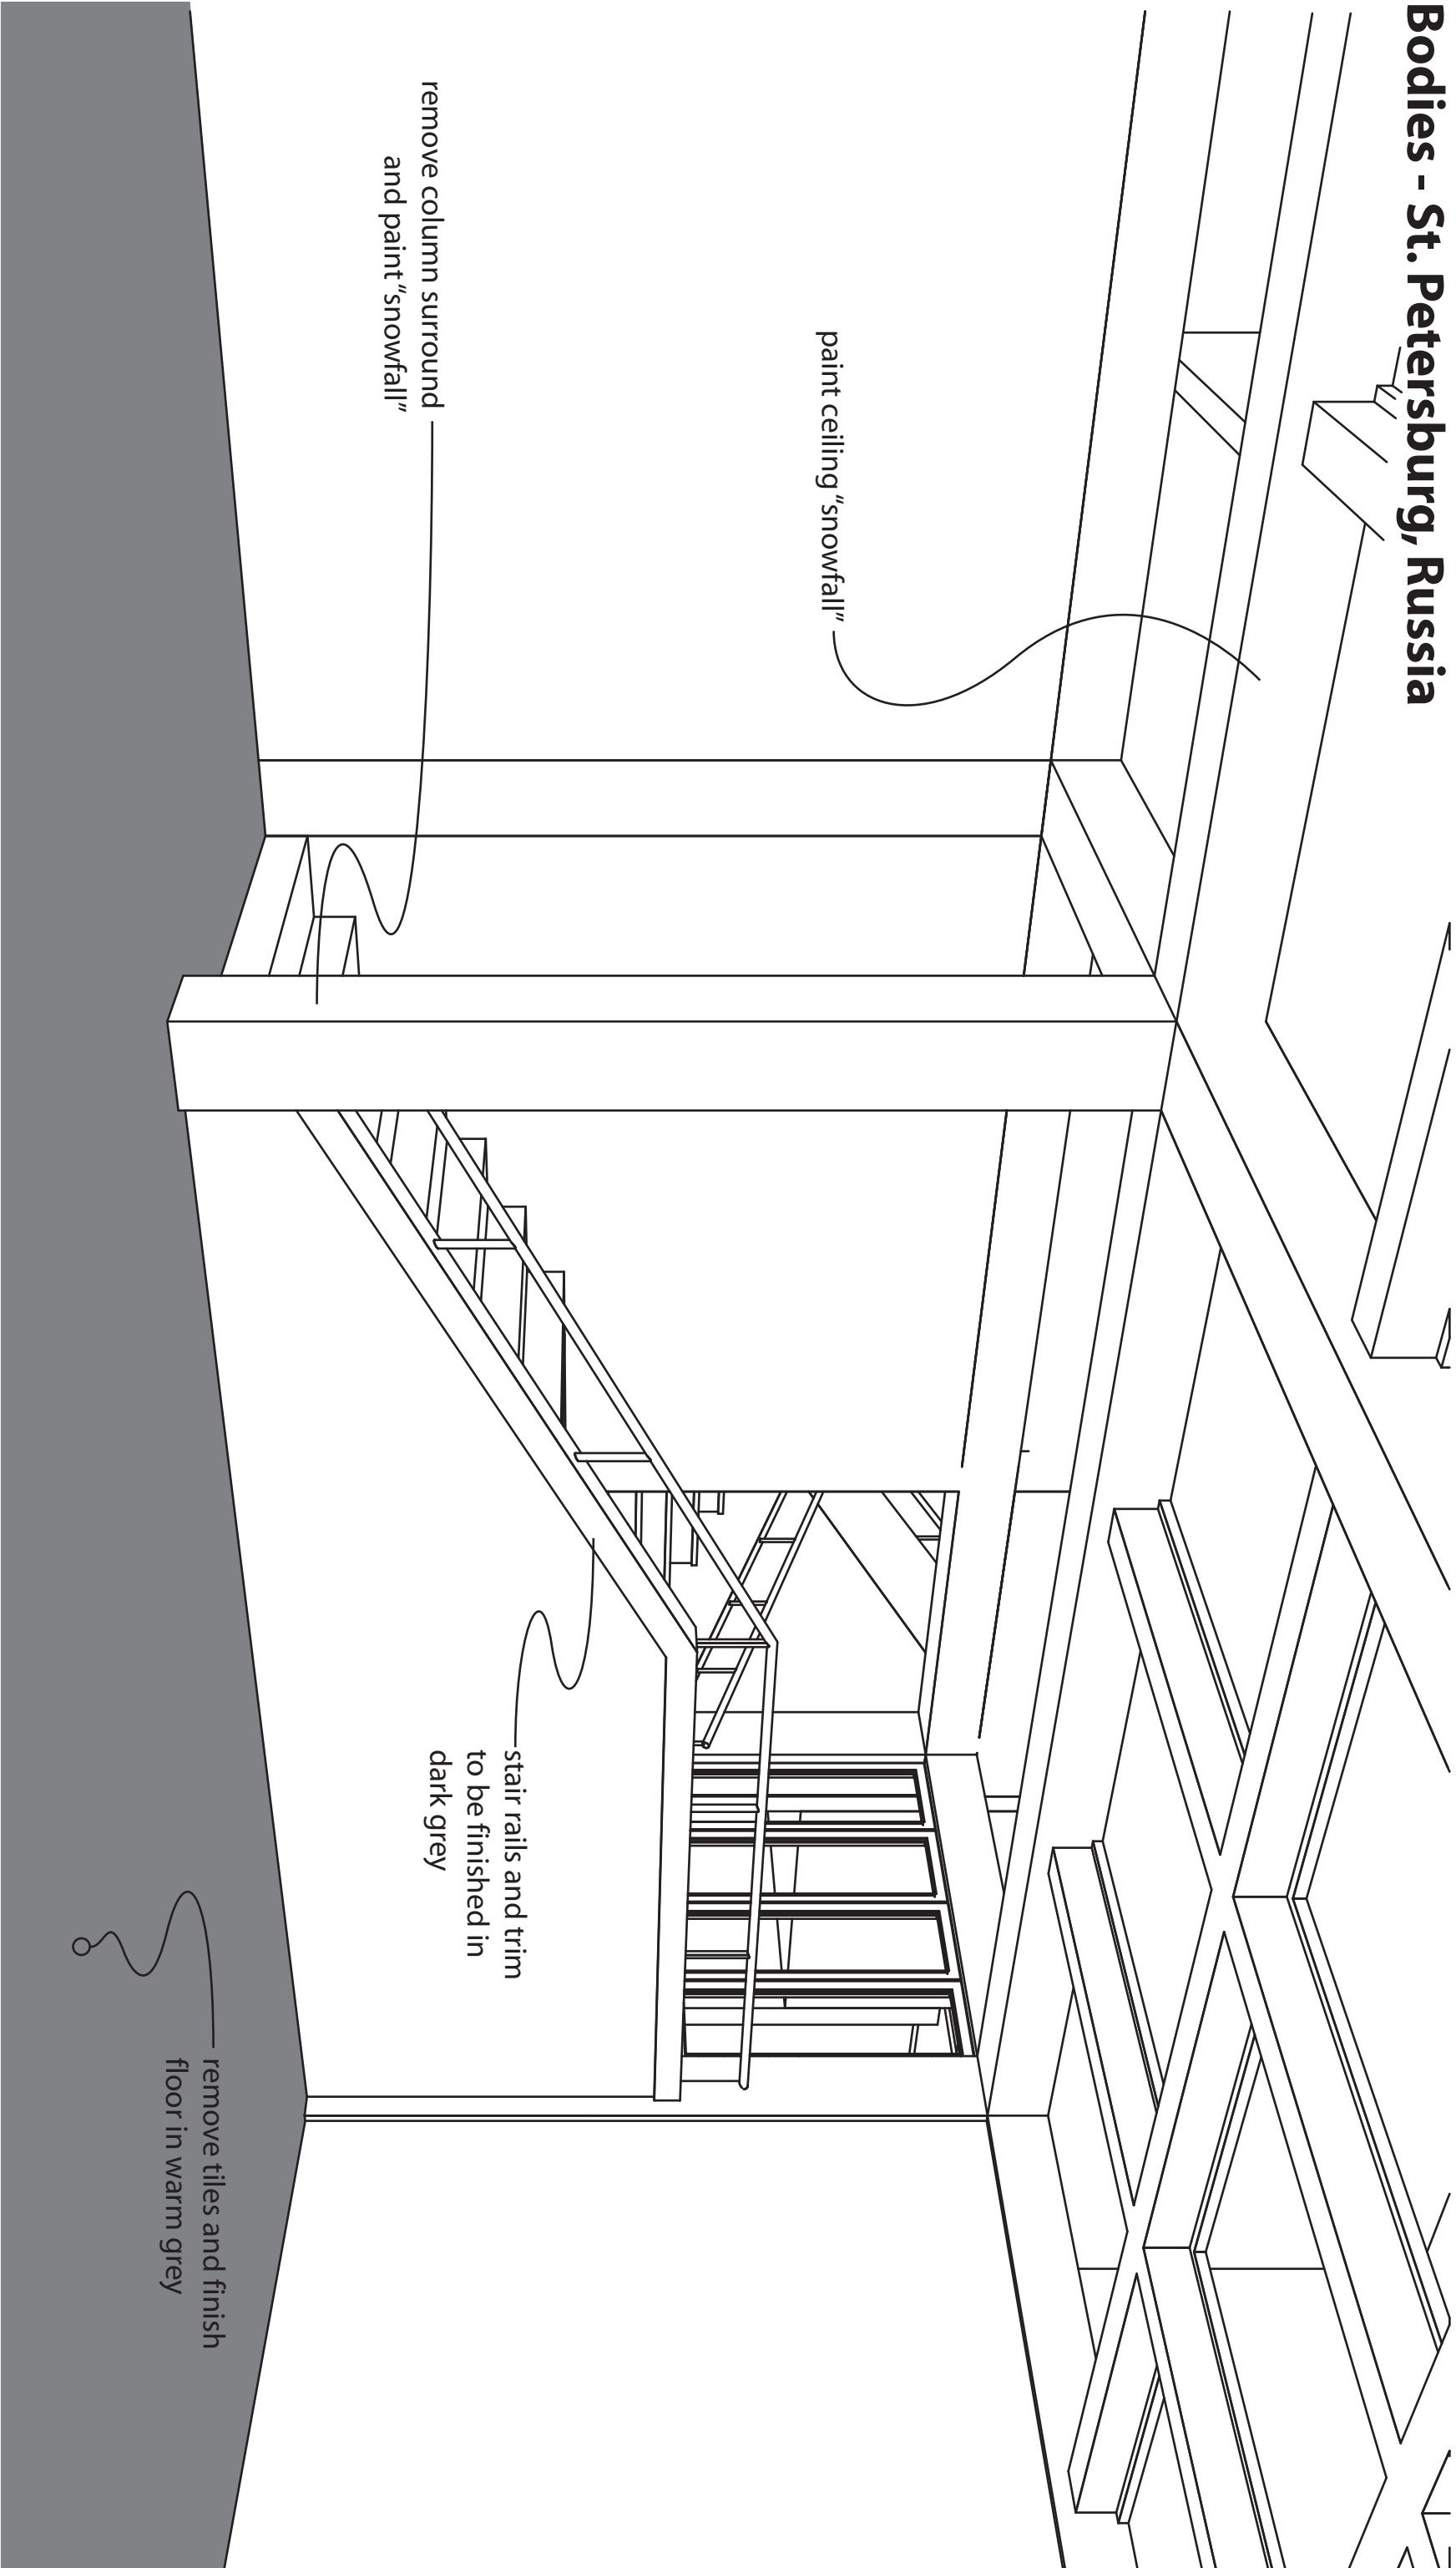 Bodies - St. Petersburg, Russia
paint ceiling “snowfall”
remove column surround
and paint “snowfall”
stair rails and trim
to be finished in
dark grey
remove tiles and finish
floor in warm grey